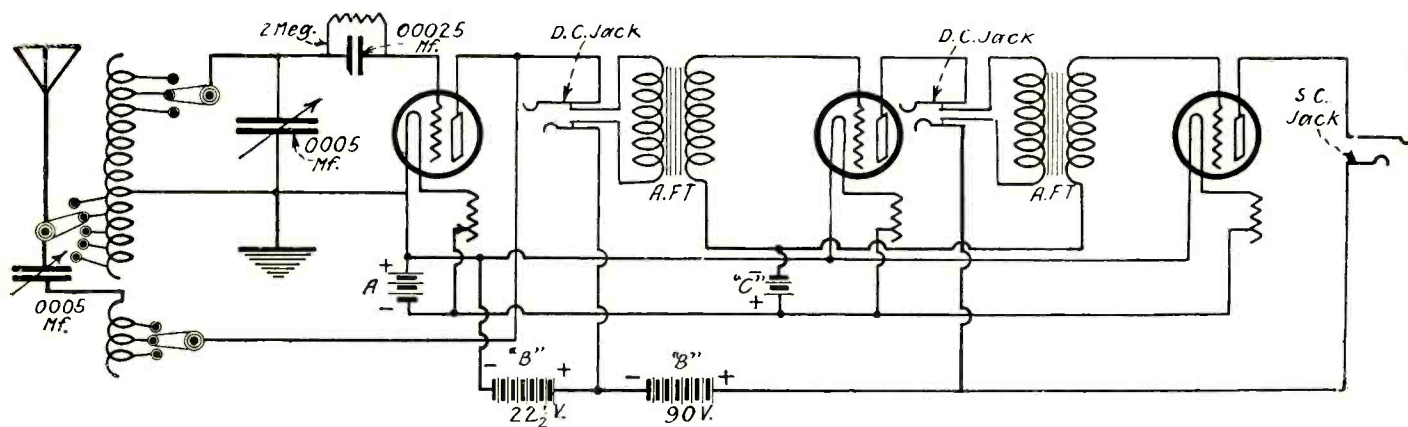 2 Meg.
00025
Mf.
D.C. Jack
D.C. Jack
S.C.
Jack
0005
Mf.
A.F.T
A.F.T
0005
Mf.
+
A
-
"C"
-
+
"B"
-
+
22½ V.
"B"
-
+
90 V.